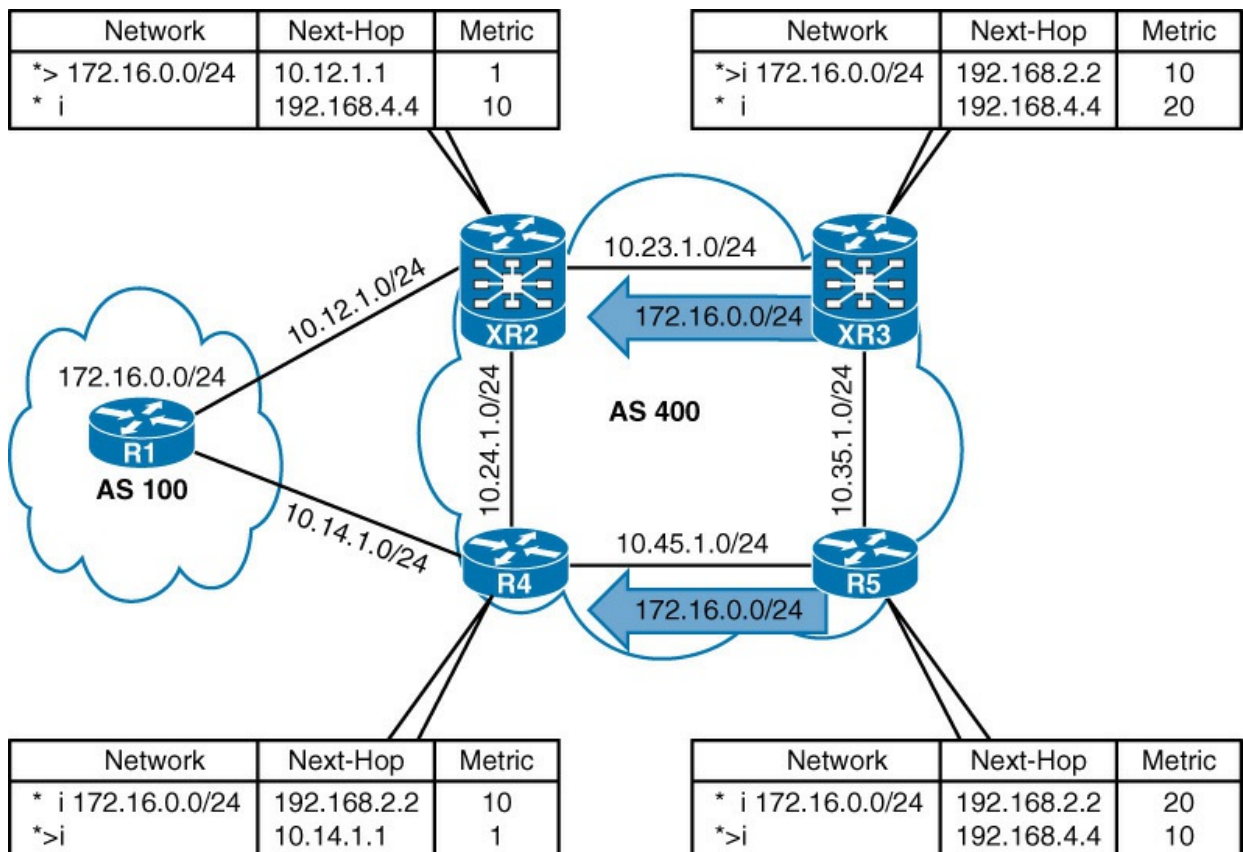 Network Next-Hop Metric
*> 172.16.0.0/24 10.12.1.1 1
* i 192.168.4.4 10
Network Next-Hop Metric
*>i 172.16.0.0/24 192.168.2.2 10
* i 192.168.4.4 20
10.12.1.0/24
XR2
10.23.1.0/24
172.16.0.0/24
XR3
172.16.0.0/24
R1
AS 100
10.14.1.0/24
10.24.1.0/24
AS 400
10.35.1.0/24
R4
10.45.1.0/24
172.16.0.0/24
R5
Network Next-Hop Metric
* i 172.16.0.0/24 192.168.2.2 10
*>i 10.14.1.1 1
Network Next-Hop Metric
* i 172.16.0.0/24 192.168.2.2 20
*>i 192.168.4.4 10